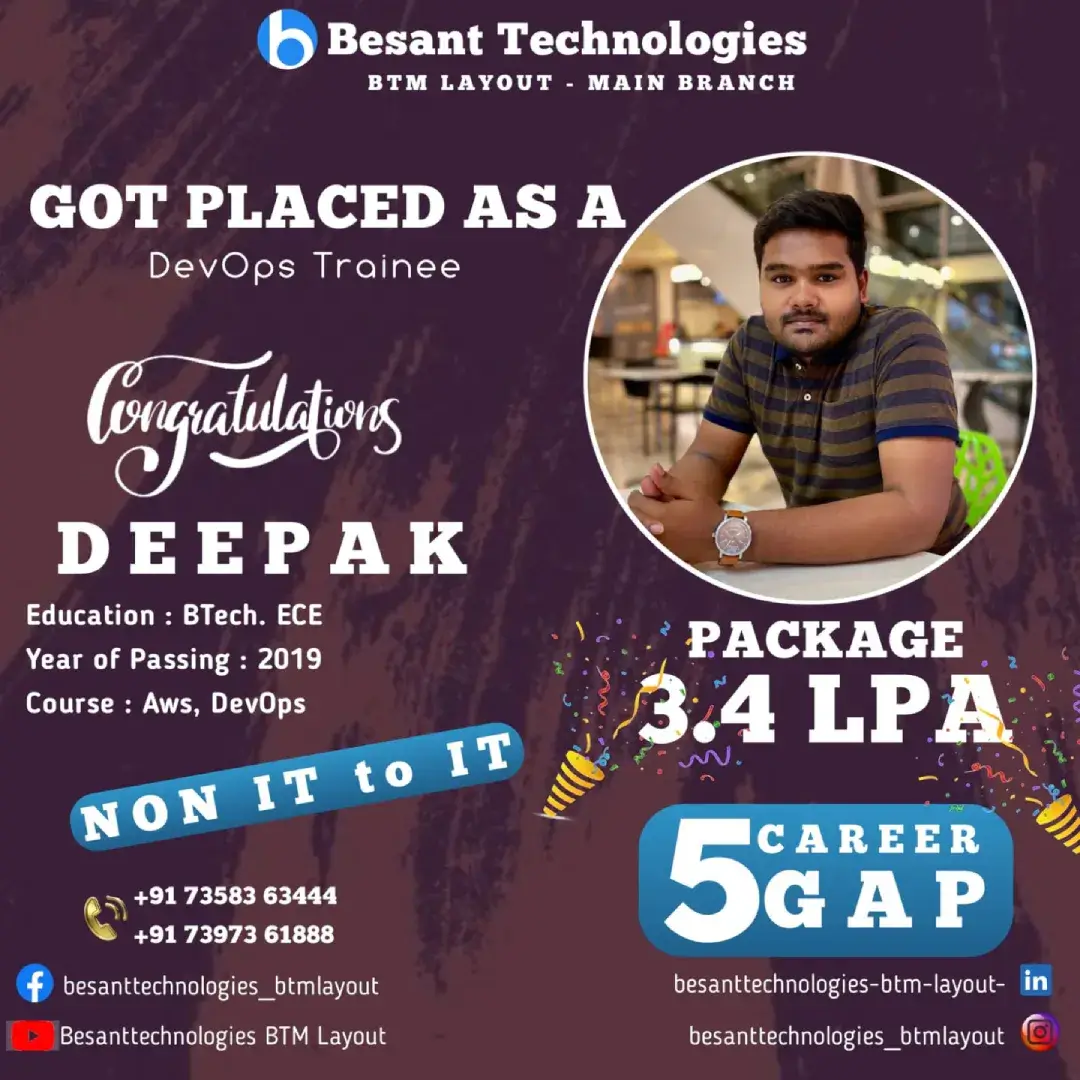 Besant Technologies
BTM LAYOUT - MAIN BRANCH
GOT PLACED AS A
DevOps Trainee
Congratulations
DEEPAK
Education : BTech. ECE
Year of Passing : 2019
Course : Aws, DevOps
NON IT to IT
PACKAGE
3.4 LPA
5 CAREER
GAP
+91 73583 63444
+91 73973 61888
besanttechnologies_btmlayout
Besanttechnologies BTM Layout
besanttechnologies-btm-layout-
besanttechnologies_btmlayout